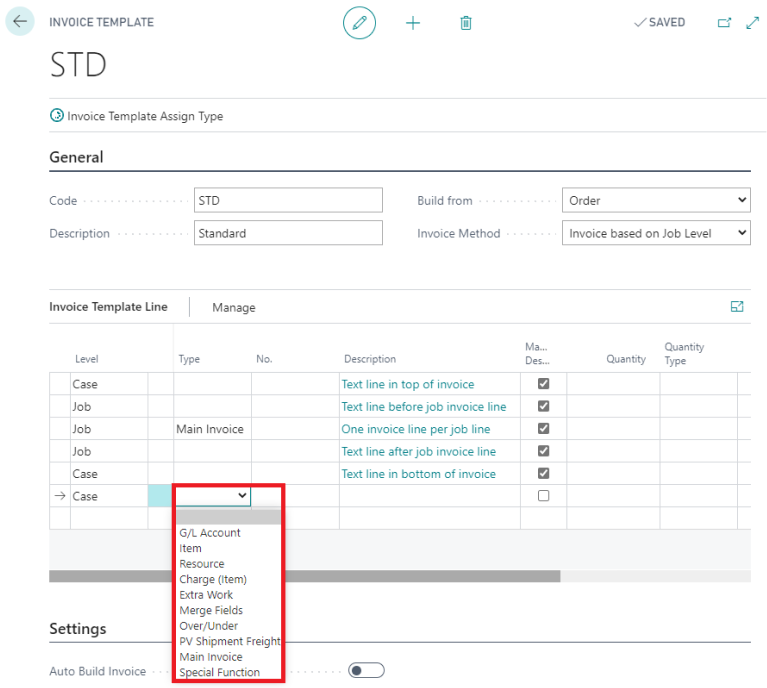 INVOICE TEMPLATE
SAVED
STD
Invoice Template Assign Type
General
Code
STD
Build from
Order
Description
Standard
Invoice Method
Invoice based on Job Level
Invoice Template Line
Manage
Level
Type
No.
Description
Ma...
Des...
Quantity
Quantity
Type
Case
Text line in top of invoice
Job
Text line before job invoice line
Job
Main Invoice
One invoice line per job line
Job
Text line after job invoice line
Case
Text line in bottom of invoice
Case
G/L Account
Item
Resource
Charge (Item)
Extra Work
Merge Fields
Over/Under
PV Shipment Freight
Main Invoice
Special Function
Settings
Auto Build Invoice